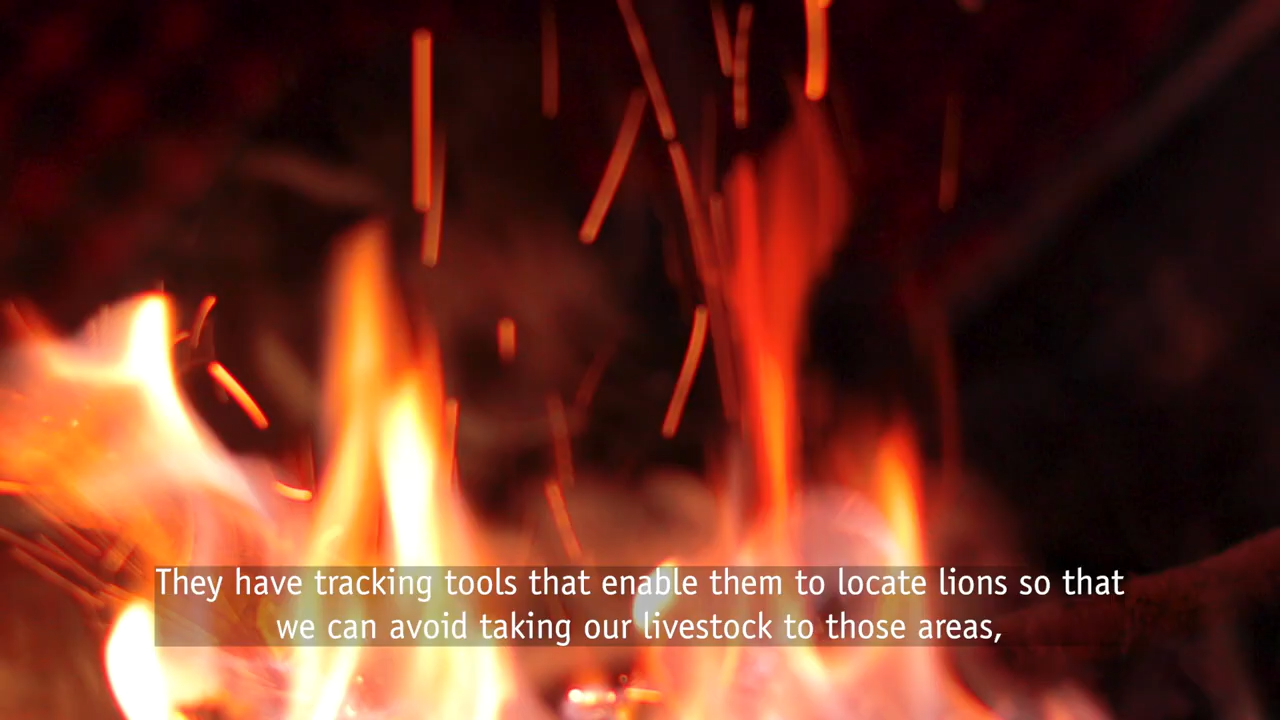 They have tracking tools that enable them to locate lions so that
we can avoid taking our livestock to those areas,